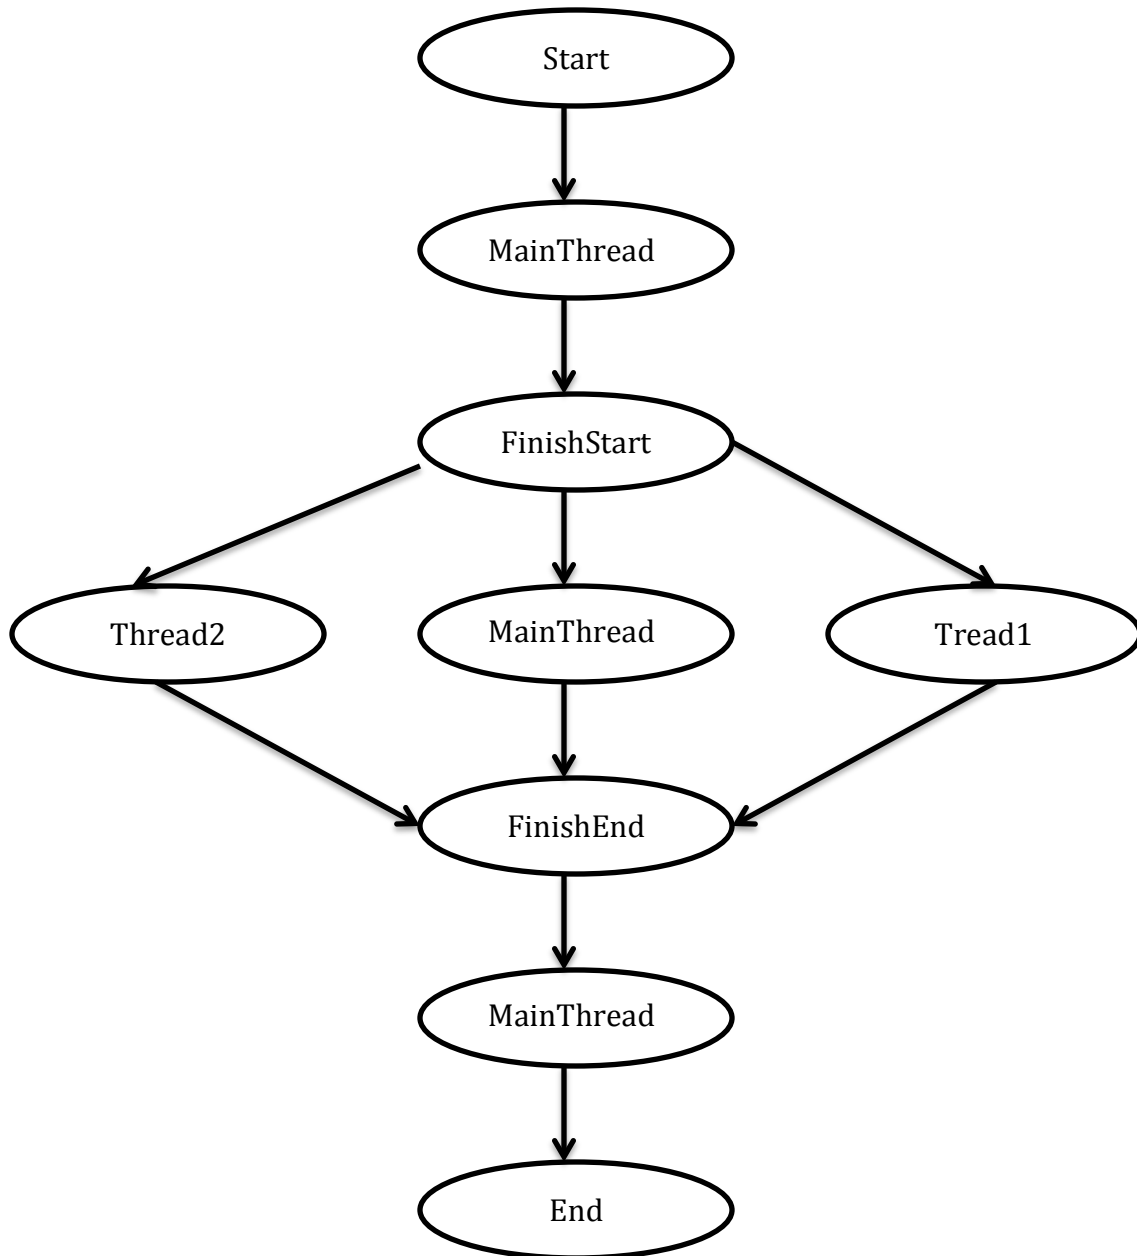 Start
MainThread
FinishStart
Thread2
MainThread
Tread1
FinishEnd
MainThread
End